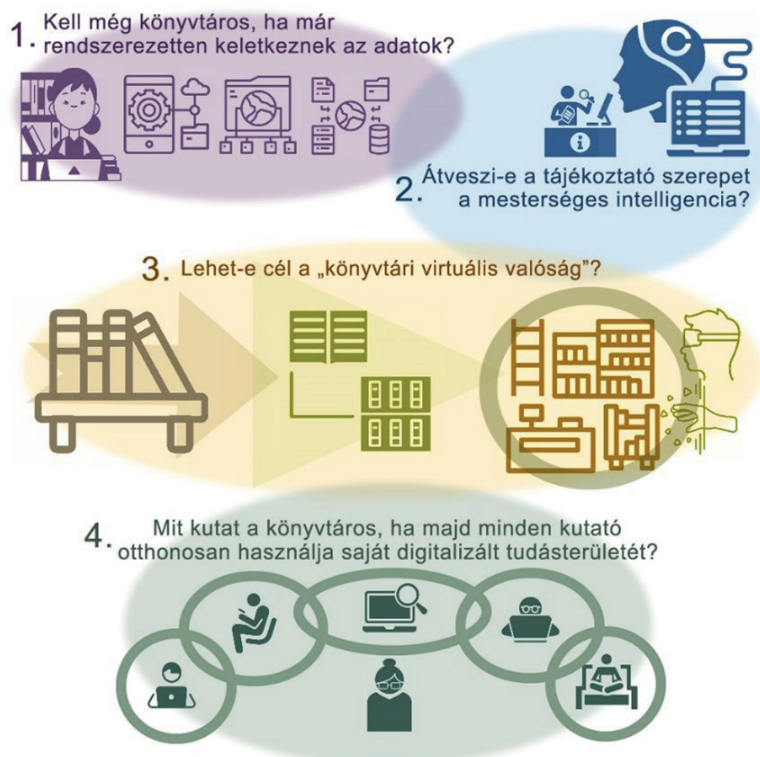 1. Kell még könyvtáros, ha már
rendszerezetten keletkeznek az adatok?
2. Átveszi-e a tájékoztató szerepet
a mesterséges intelligencia?
3. Lehet-e cél a „könyvtári virtuális valóság”?
4. Mit kutat a könyvtáros, ha majd minden kutató
otthonosan használja saját digitalizált tudásterületét?